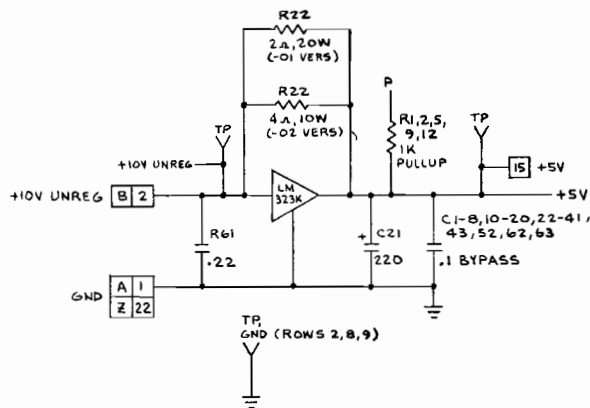 R22
2Ω, 20W
(-01 VERS)
R22
4Ω, 10W
(-02 VERS)
P
R1,2,5,
9,12
1K
PULLUP
TP
TP
+10V UNREG
15 +5V
+10V UNREG B 2
LM
323K
+5V
R61
.22
+ C21
220
C1-8,10-20,22-41,
43,52,62,63
.1 BYPASS
GND A 1
Z 22
TP,
GND (ROWS 2,8,9)